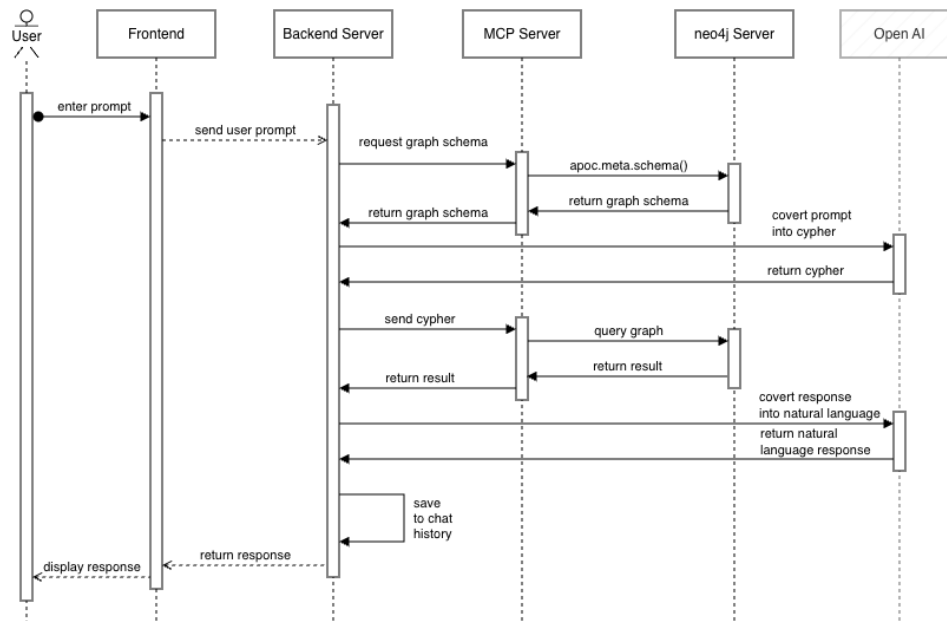 User
Frontend
Backend Server
MCP Server
neo4j Server
Open AI
enter prompt
send user prompt
request graph schema
apoc.meta.schema()
return graph schema
return graph schema
covert prompt
into cypher
return cypher
send cypher
query graph
return result
return result
covert response
into natural language
return natural
language response
save
to chat
history
return response
display response